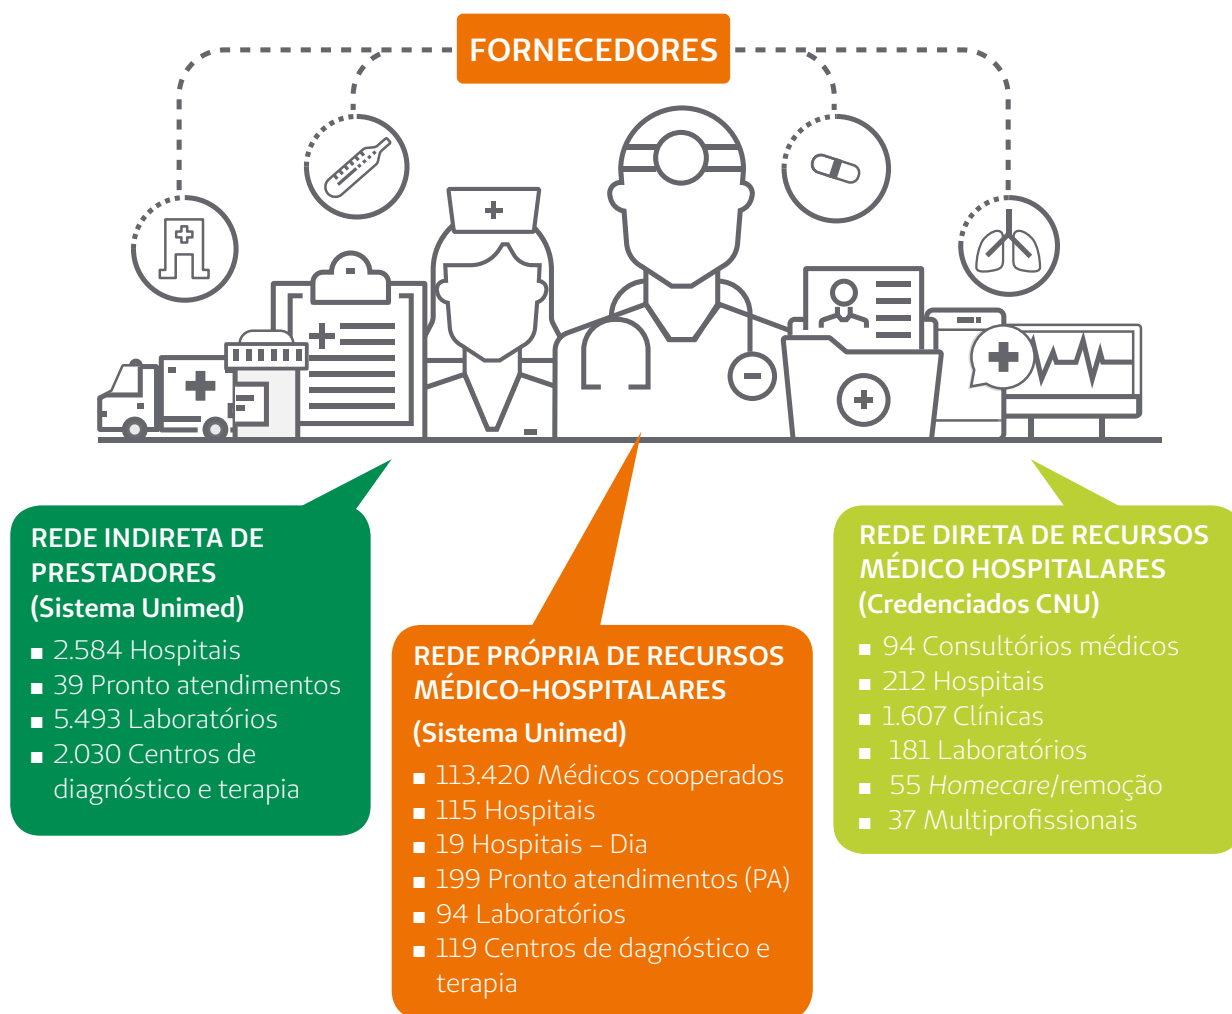 FORNECEDORES
REDE INDIRETA DE
PRESTADORES
(Sistema Unimed)
▪ 2.584 Hospitais
▪ 39 Pronto atendimentos
▪ 5.493 Laboratórios
▪ 2.030 Centros de
diagnóstico e terapia
REDE PRÓPRIA DE RECURSOS
MÉDICO-HOSPITALARES
(Sistema Unimed)
▪ 113.420 Médicos cooperados
▪ 115 Hospitais
▪ 19 Hospitais – Dia
▪ 199 Pronto atendimentos (PA)
▪ 94 Laboratórios
▪ 119 Centros de dagnóstico e
terapia
REDE DIRETA DE RECURSOS
MÉDICO HOSPITALARES
(Credenciados CNU)
▪ 94 Consultórios médicos
▪ 212 Hospitais
▪ 1.607 Clínicas
▪ 181 Laboratórios
▪ 55 Homecare/remoção
▪ 37 Multiprofissionais